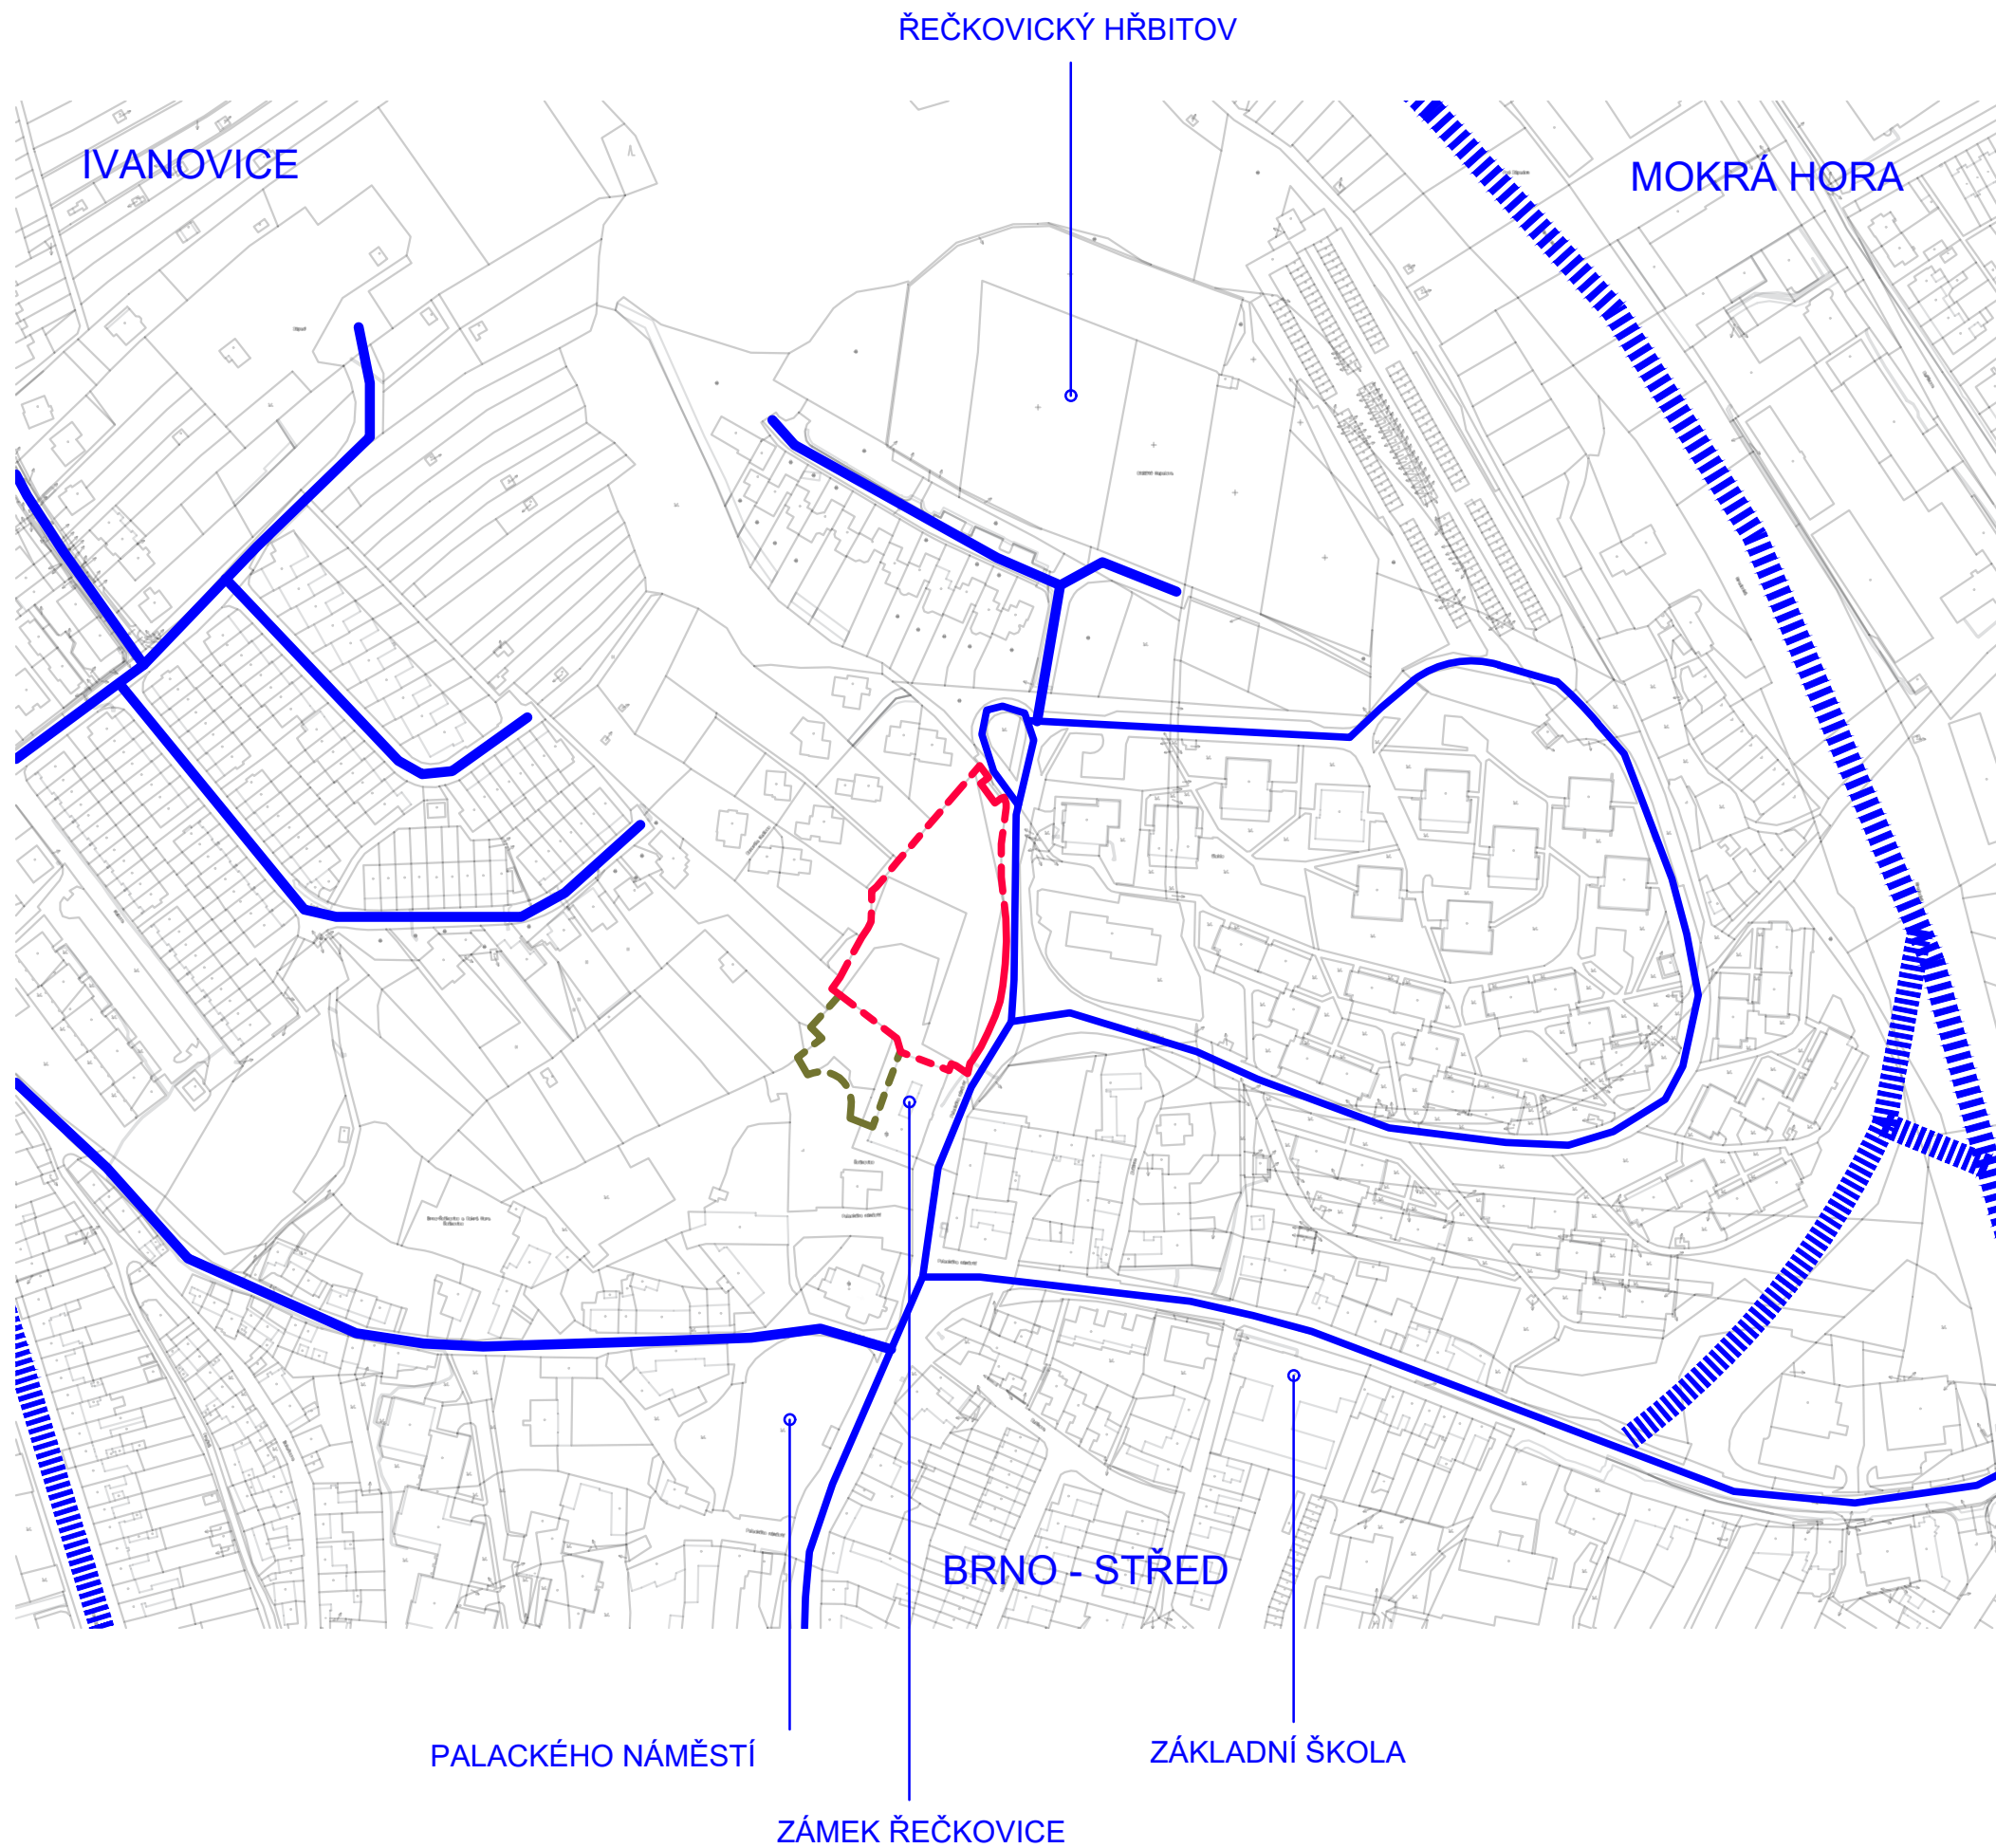 ŘEČKOVICKÝ HŘBITOV
IVANOVICE
MOKRÁ HORA
BRNO - STŘED
PALACKÉHO NÁMĚSTÍ
ZÁKLADNÍ ŠKOLA
ZÁMEK ŘEČKOVICE